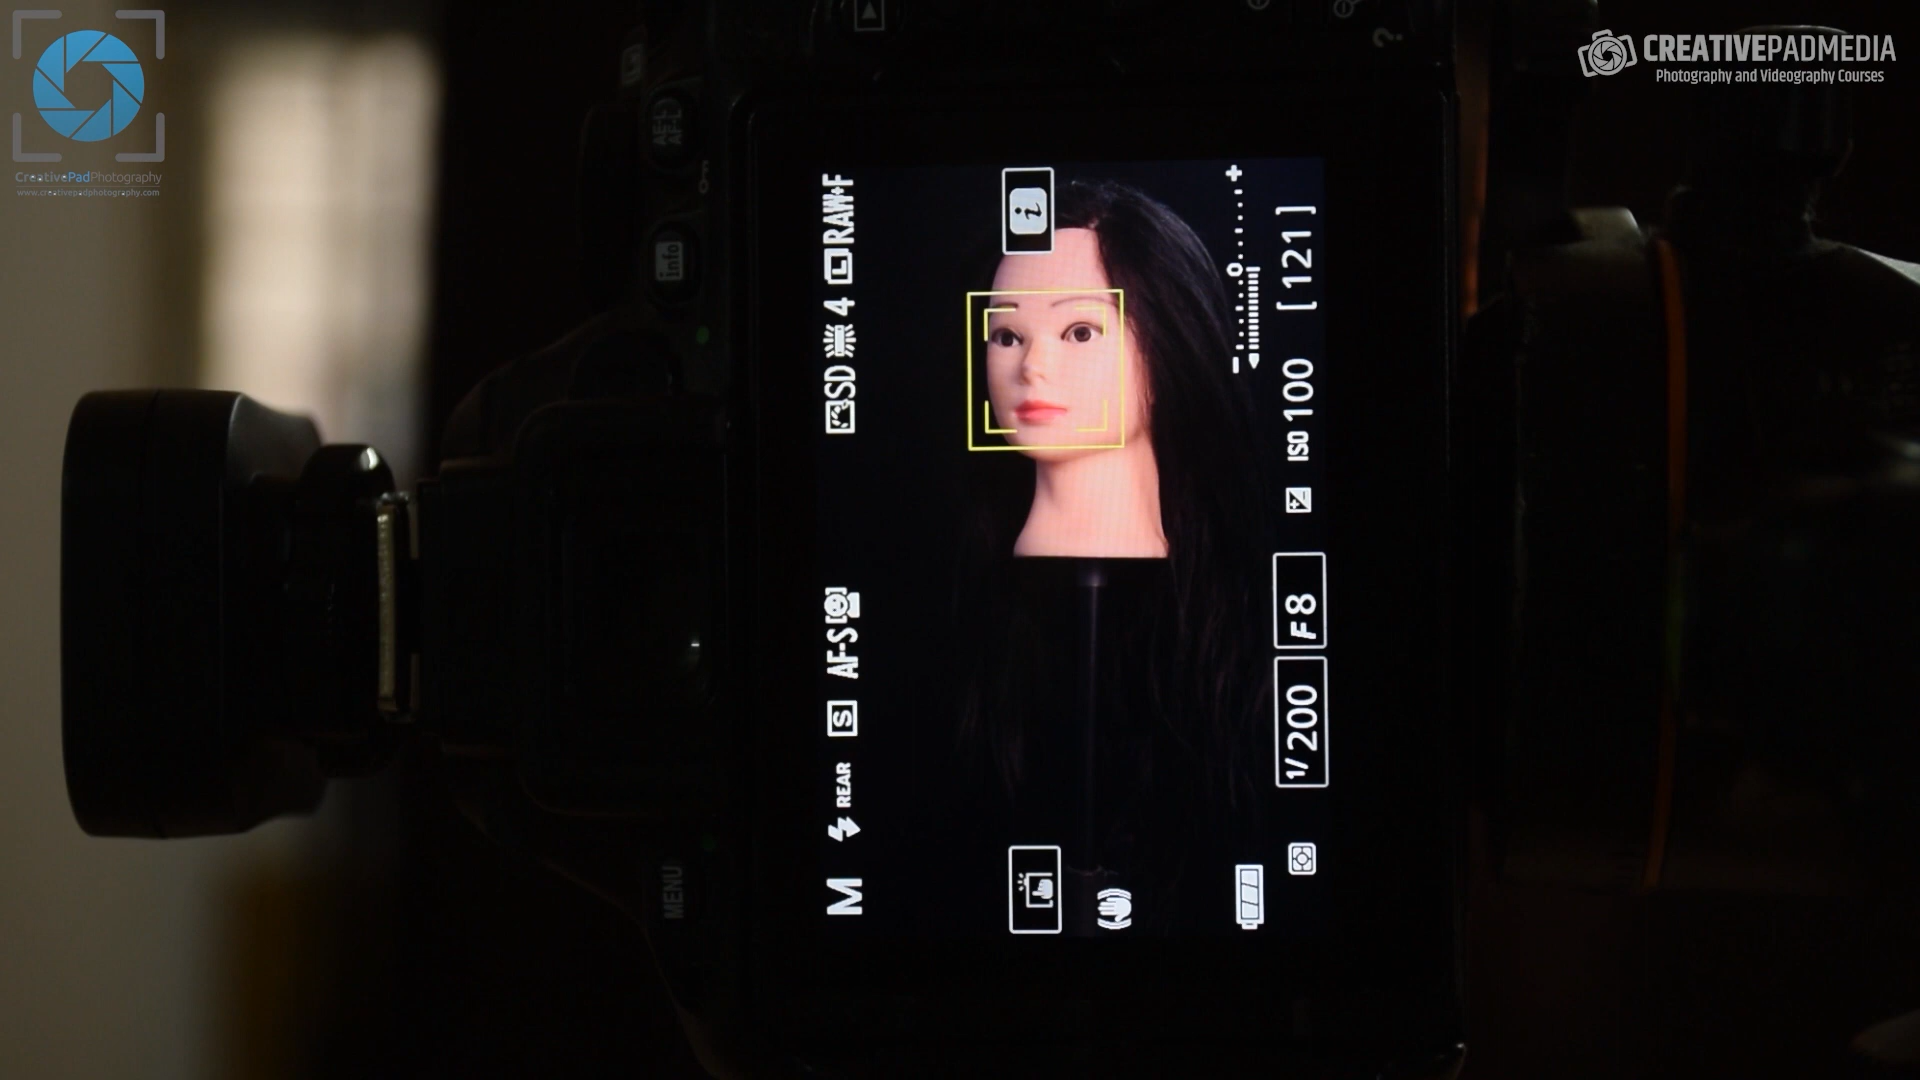 CreativePadPhotography
www.creativepadphotography.com
CREATIVEPADMEDIA
Photography and Videography Courses
M REAR S AF-S SD 4 L RAW+F
i
1/200 F8 ISO 100 [121]
MENU
info
AE-L
AF-L
?